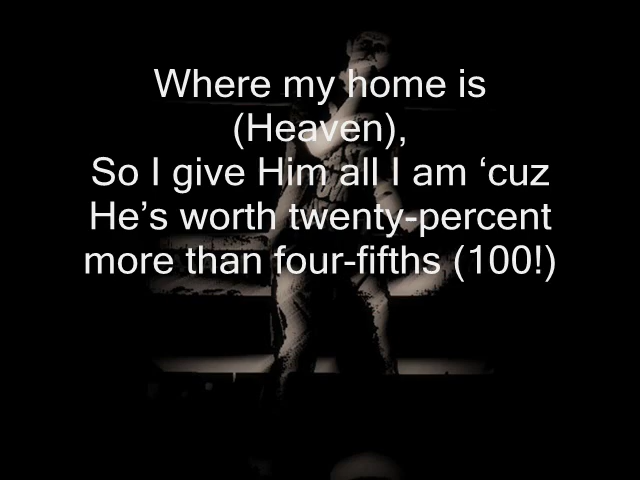 Where my home is
(Heaven),
So I give Him all I am ‘cuz
He’s worth twenty-percent
more than four-fifths (100!)